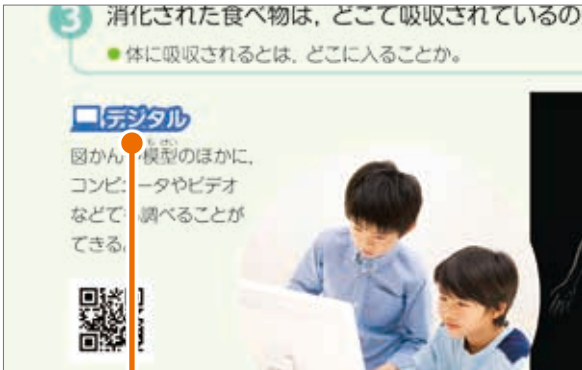 3 消化された食べ物は，どこで吸収されているの
● 体に吸収されるとは，どこに入ることか。
デジタル
図かん 模型のほかに，
コンピ ータやビデオ
などで 調べることが
できる